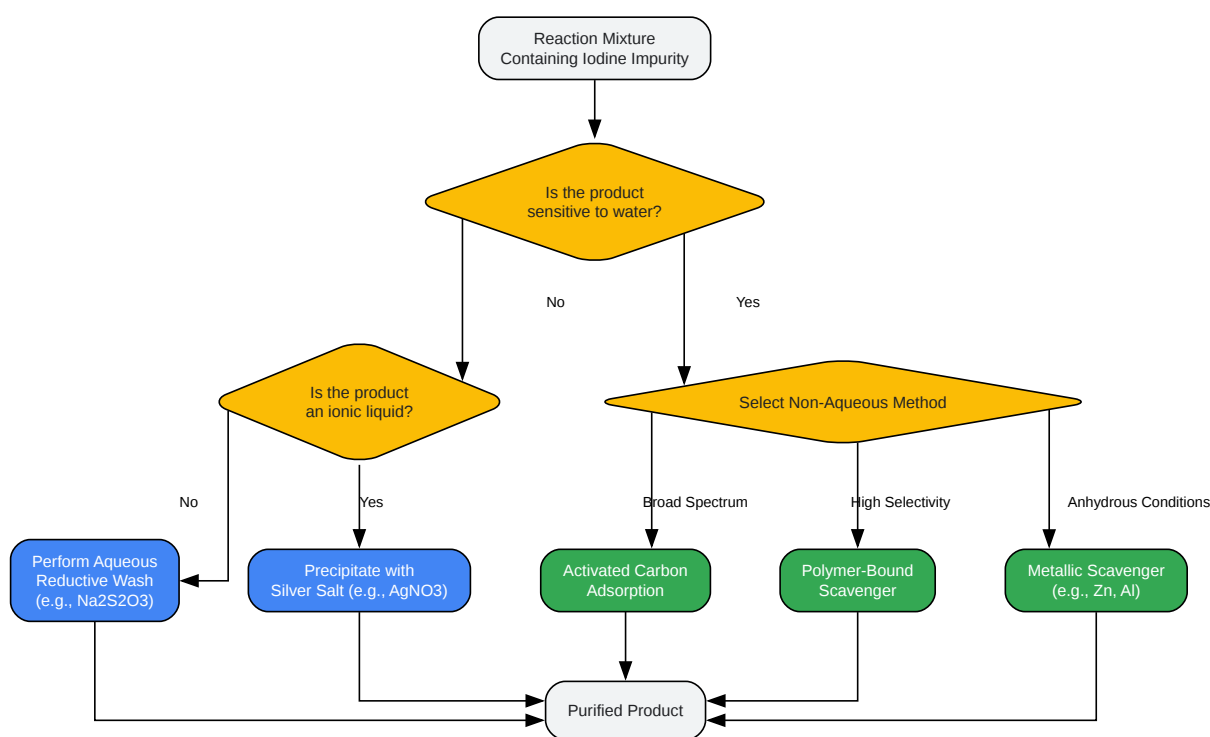 Reaction Mixture
Containing Iodine Impurity
Is the product
sensitive to water?
No
Yes
Is the product
an ionic liquid?
Select Non-Aqueous Method
No
Yes
Broad Spectrum
High Selectivity
Anhydrous Conditions
Perform Aqueous
Reductive Wash
(e.g., Na2S2O3)
Precipitate with
Silver Salt (e.g., AgNO3)
Activated Carbon
Adsorption
Polymer-Bound
Scavenger
Metallic Scavenger
(e.g., Zn, Al)
Purified Product